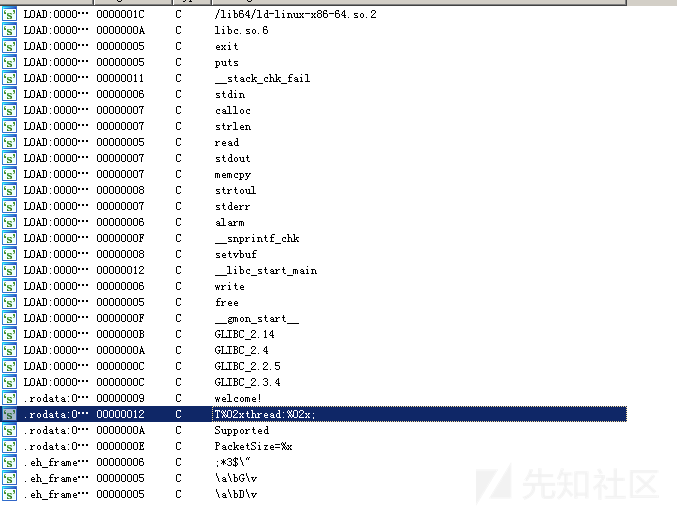 's' LOAD:0000… 0000001C C /lib64/ld-linux-x86-64.so.2
's' LOAD:0000… 0000000A C libc.so.6
's' LOAD:0000… 00000005 C exit
's' LOAD:0000… 00000005 C puts
's' LOAD:0000… 00000011 C __stack_chk_fail
's' LOAD:0000… 00000006 C stdin
's' LOAD:0000… 00000007 C calloc
's' LOAD:0000… 00000007 C strlen
's' LOAD:0000… 00000005 C read
's' LOAD:0000… 00000007 C stdout
's' LOAD:0000… 00000007 C memcpy
's' LOAD:0000… 00000008 C strtoul
's' LOAD:0000… 00000007 C stderr
's' LOAD:0000… 00000006 C alarm
's' LOAD:0000… 0000000F C __snprintf_chk
's' LOAD:0000… 00000008 C setvbuf
's' LOAD:0000… 00000012 C __libc_start_main
's' LOAD:0000… 00000006 C write
's' LOAD:0000… 00000005 C free
's' LOAD:0000… 0000000F C __gmon_start__
's' LOAD:0000… 0000000B C GLIBC_2.14
's' LOAD:0000… 0000000A C GLIBC_2.4
's' LOAD:0000… 0000000C C GLIBC_2.2.5
's' LOAD:0000… 0000000C C GLIBC_2.3.4
's' .rodata:0… 00000009 C welcome!
's' .rodata:0… 00000012 C T%02xthread:%02x;
's' .rodata:0… 0000000A C Supported
's' .rodata:0… 0000000E C PacketSize=%x
's' .eh_frame… 00000006 C ;*3$\"
's' .eh_frame… 00000005 C \a\bG\v
's' .eh_frame… 00000005 C \a\bD\v
先知社区